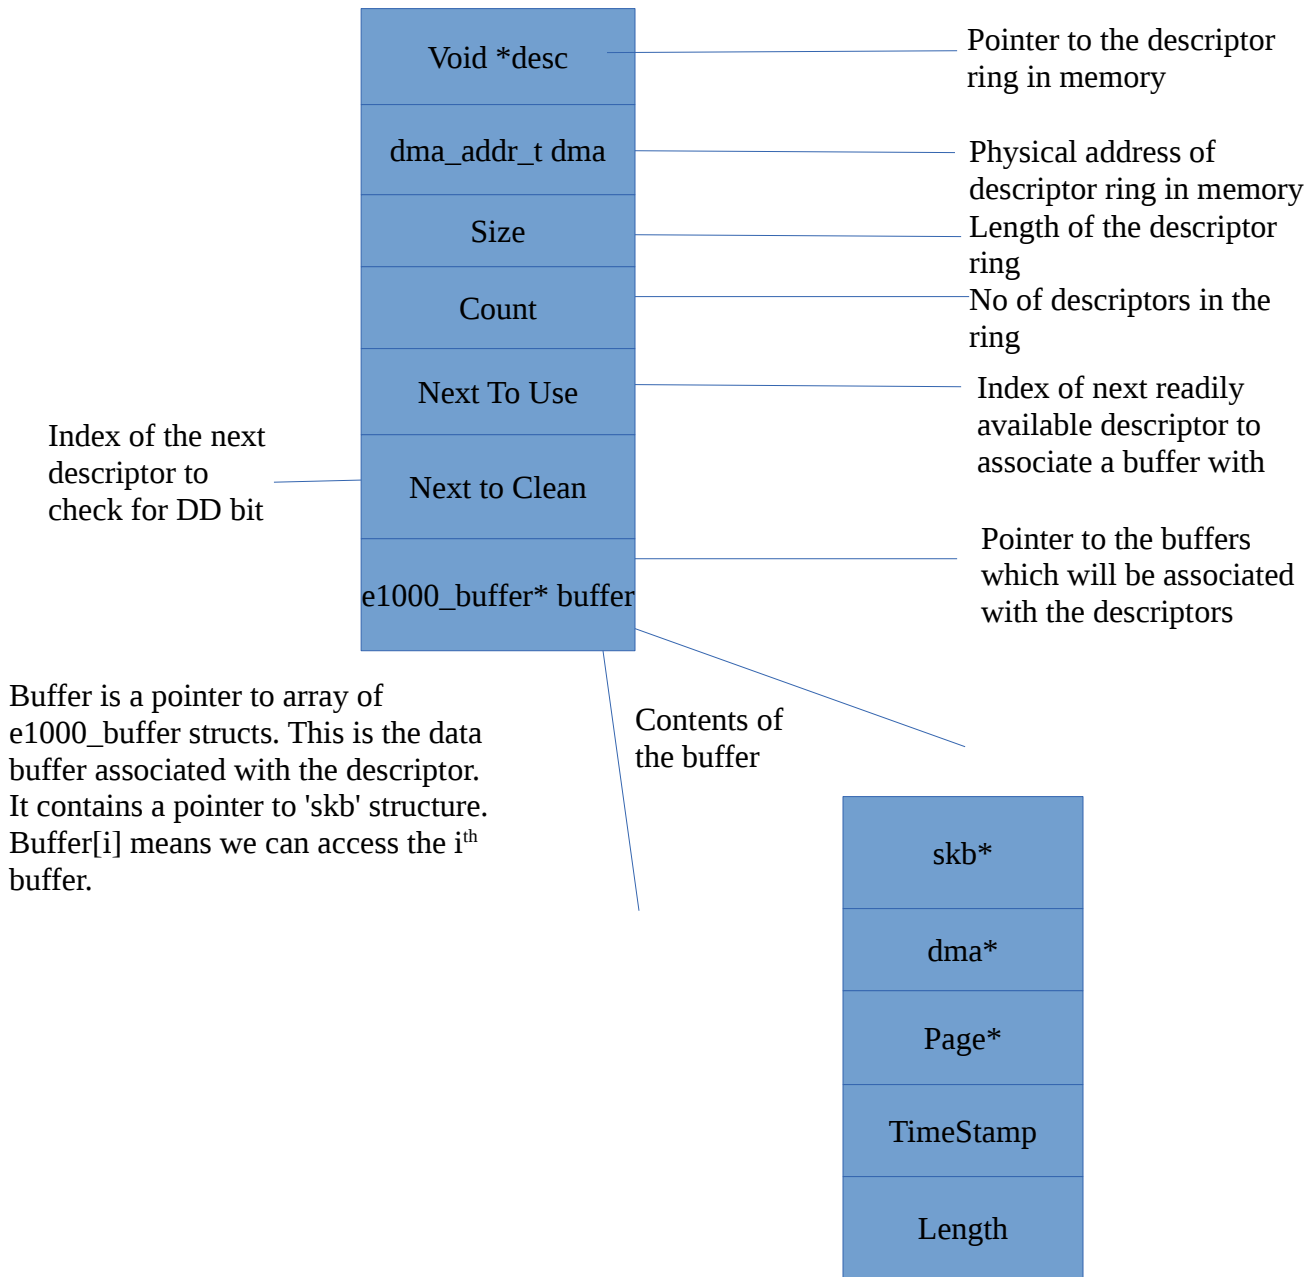 Void *desc
Pointer to the descriptor
ring in memory
dma_addr_t dma
Physical address of
descriptor ring in memory
Size
Length of the descriptor
ring
Count
No of descriptors in the
ring
Next To Use
Index of next readily
available descriptor to
associate a buffer with
Index of the next
descriptor to
check for DD bit
Next to Clean
e1000_buffer* buffer
Pointer to the buffers
which will be associated
with the descriptors
Buffer is a pointer to array of
e1000_buffer structs. This is the data
buffer associated with the descriptor.
It contains a pointer to 'skb' structure.
Buffer[i] means we can access the ith
buffer.
Contents of
the buffer
skb*
dma*
Page*
TimeStamp
Length